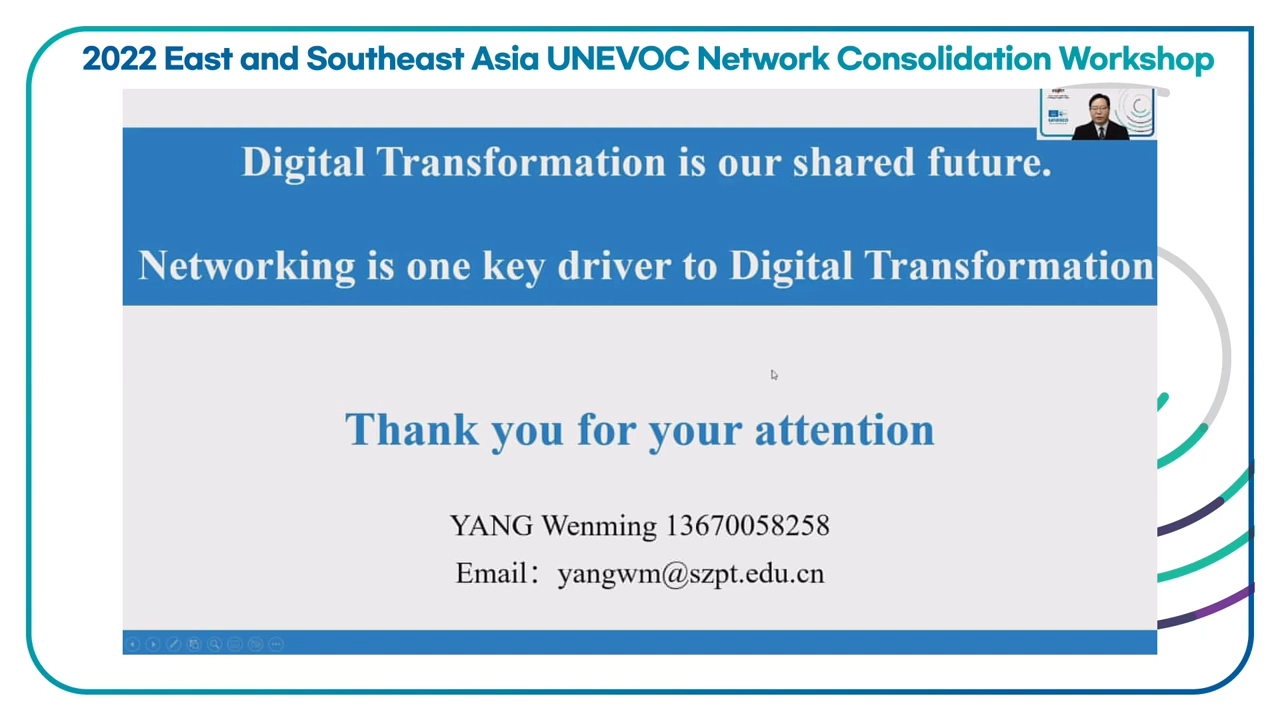 2022 East and Southeast Asia UNEVOC Network Consolidation Workshop
Digital Transformation is our shared future.
Networking is one key driver to Digital Transformation
Thank you for your attention
YANG Wenming 13670058258
Email：yangwm@szpt.edu.cn